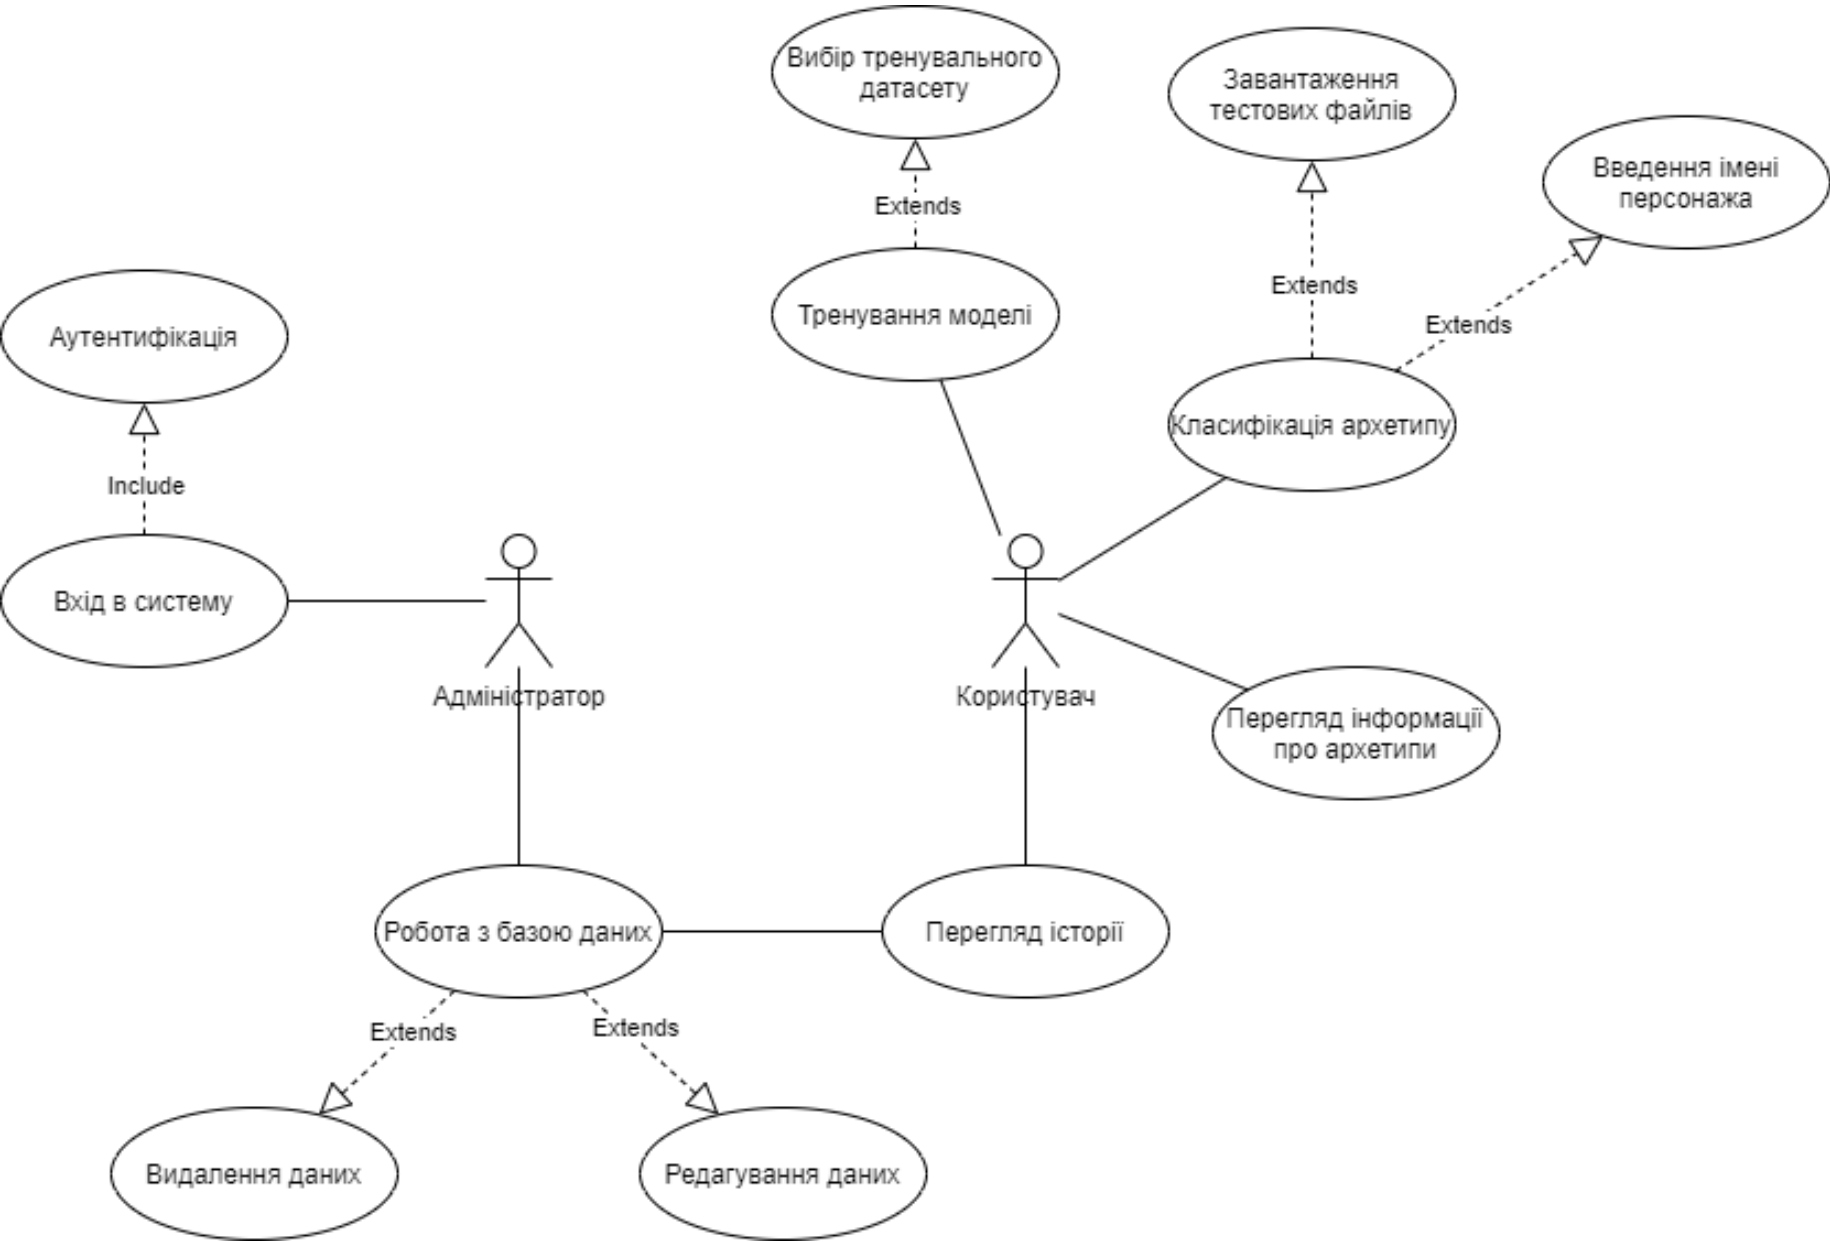 Вибір тренувального
датасету
Завантаження
тестових файлів
Введення імені
персонажа
Extends
Extends
Extends
Аутентифікація
Тренування моделі
Класифікація архетипу
Include
Вхід в систему
Адміністратор
Користувач
Перегляд інформації
про архетипи
Робота з базою даних
Перегляд історії
Extends
Extends
Видалення даних
Редагування даних